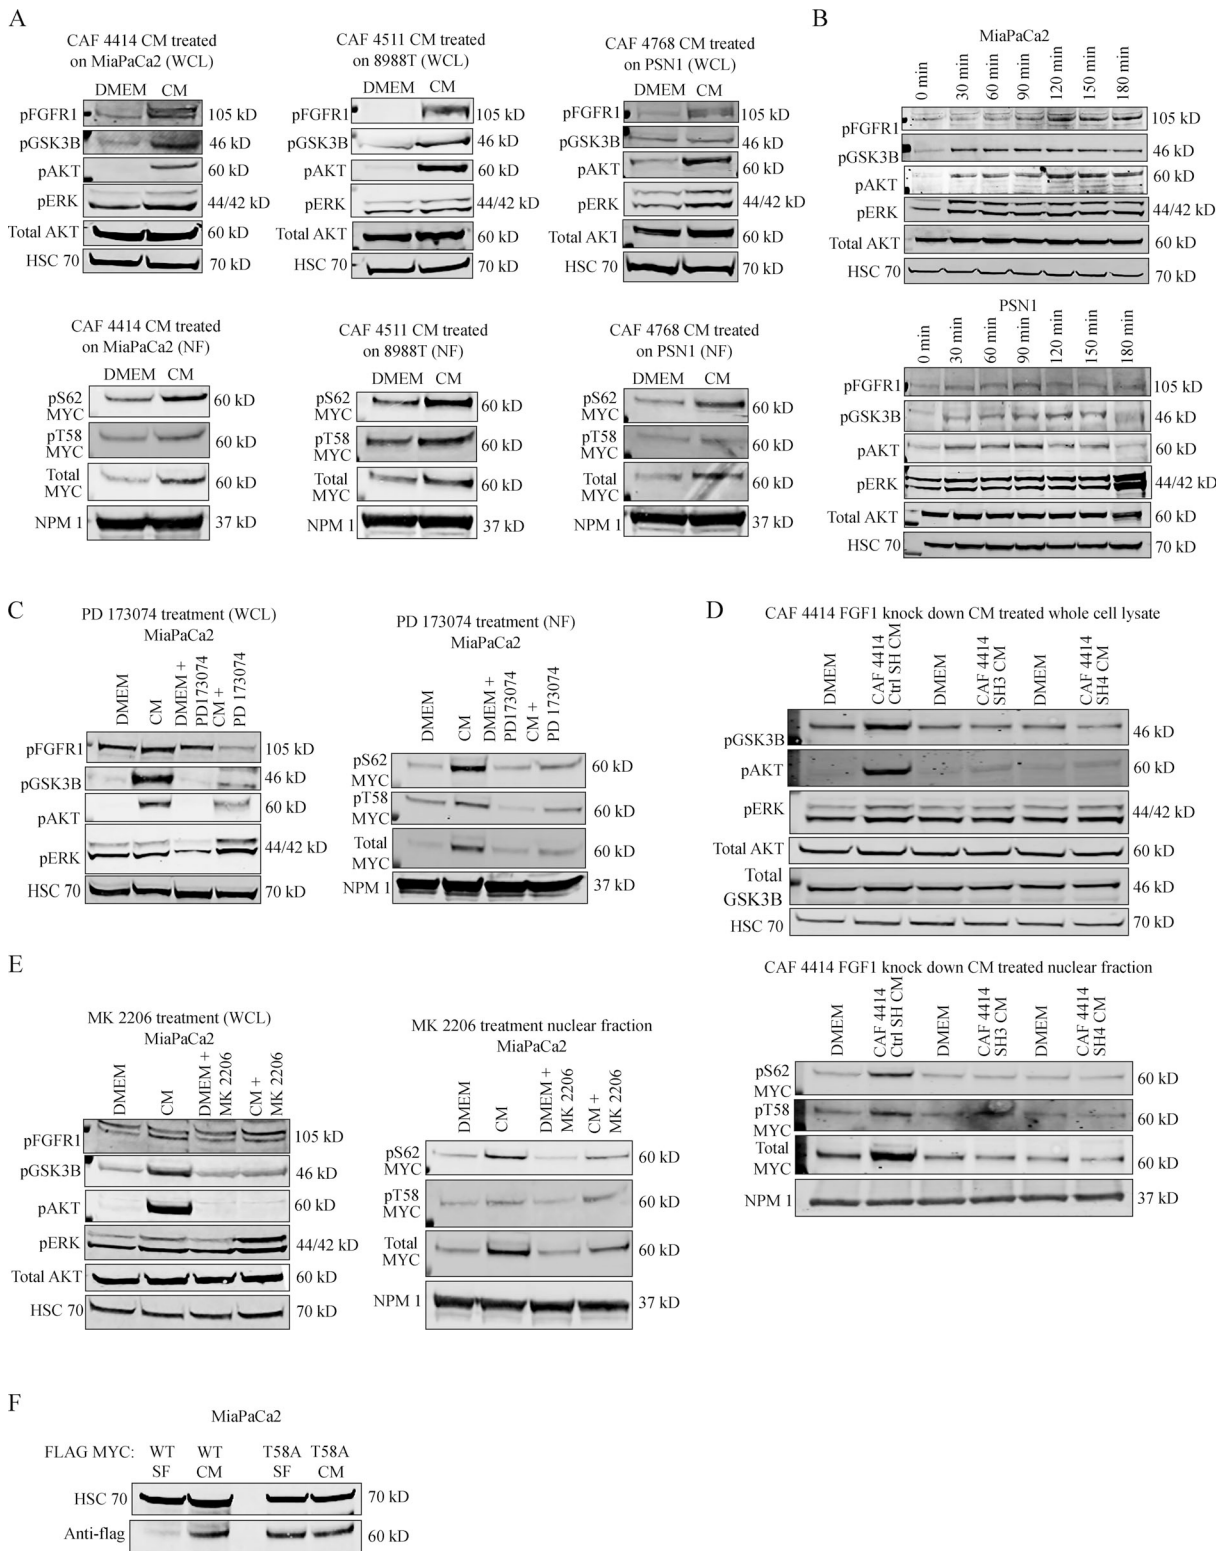 A
CAF 4414 CM treated
on MiaPaCa2 (WCL)
DMEM CM
pFGFR1 105 kD
pGSK3B 46 kD
pAKT 60 kD
pERK 44/42 kD
Total AKT 60 kD
HSC 70 70 kD
CAF 4511 CM treated
on 8988T (WCL)
DMEM CM
pFGFR1 105 kD
pGSK3B 46 kD
pAKT 60 kD
pERK 44/42 kD
Total AKT 60 kD
HSC 70 70 kD
CAF 4768 CM treated
on PSN1 (WCL)
DMEM CM
pFGFR1 105 kD
pGSK3B 46 kD
pAKT 60 kD
pERK 44/42 kD
Total AKT 60 kD
HSC 70 70 kD
CAF 4414 CM treated
on MiaPaCa2 (NF)
DMEM CM
pS62
MYC 60 kD
pT58
MYC 60 kD
Total
MYC 60 kD
NPM 1 37 kD
CAF 4511 CM treated
on 8988T (NF)
DMEM CM
pS62
MYC 60 kD
pT58
MYC 60 kD
Total
MYC 60 kD
NPM 1 37 kD
CAF 4768 CM treated
on PSN1 (NF)
DMEM CM
pS62
MYC 60 kD
pT58
MYC 60 kD
Total
MYC 60 kD
NPM 1 37 kD
B
MiaPaCa2
0 min 30 min 60 min 90 min 120 min 150 min 180 min
pFGFR1 105 kD
pGSK3B 46 kD
pAKT 60 kD
pERK 44/42 kD
Total AKT 60 kD
HSC 70 70 kD
PSN1
0 min 30 min 60 min 90 min 120 min 150 min 180 min
pFGFR1 105 kD
pGSK3B 46 kD
pAKT 60 kD
pERK 44/42 kD
Total AKT 60 kD
HSC 70 70 kD
C
PD 173074 treatment (WCL)
MiaPaCa2
DMEM
CM
DMEM +
PD173074
CM +
PD 173074
pFGFR1 105 kD
pGSK3B 46 kD
pAKT 60 kD
pERK 44/42 kD
HSC 70 70 kD
PD 173074 treatment (NF)
MiaPaCa2
DMEM
CM
DMEM +
PD173074
CM +
PD 173074
pS62
MYC 60 kD
pT58
MYC 60 kD
Total
MYC 60 kD
NPM 1 37 kD
D
CAF 4414 FGF1 knock down CM treated whole cell lysate
DMEM
CAF 4414
Ctrl SH CM
DMEM
CAF 4414
SH3 CM
DMEM
CAF 4414
SH4 CM
pGSK3B 46 kD
pAKT 60 kD
pERK 44/42 kD
Total AKT 60 kD
Total
GSK3B 46 kD
HSC 70 70 kD
CAF 4414 FGF1 knock down CM treated nuclear fraction
DMEM
CAF 4414
Ctrl SH CM
DMEM
CAF 4414
SH3 CM
DMEM
CAF 4414
SH4 CM
pS62
MYC 60 kD
pT58
MYC 60 kD
Total
MYC 60 kD
NPM 1 37 kD
E
MK 2206 treatment (WCL)
MiaPaCa2
DMEM
CM
DMEM +
MK 2206
CM +
MK 2206
pFGFR1 105 kD
pGSK3B 46 kD
pAKT 60 kD
pERK 44/42 kD
Total AKT 60 kD
HSC 70 70 kD
MK 2206 treatment nuclear fraction
MiaPaCa2
DMEM
CM
DMEM +
MK 2206
CM +
MK 2206
pS62
MYC 60 kD
pT58
MYC 60 kD
Total
MYC 60 kD
NPM 1 37 kD
F
MiaPaCa2
FLAG MYC: WT WT T58A T58A
SF CM SF CM
HSC 70 70 kD
Anti-flag 60 kD